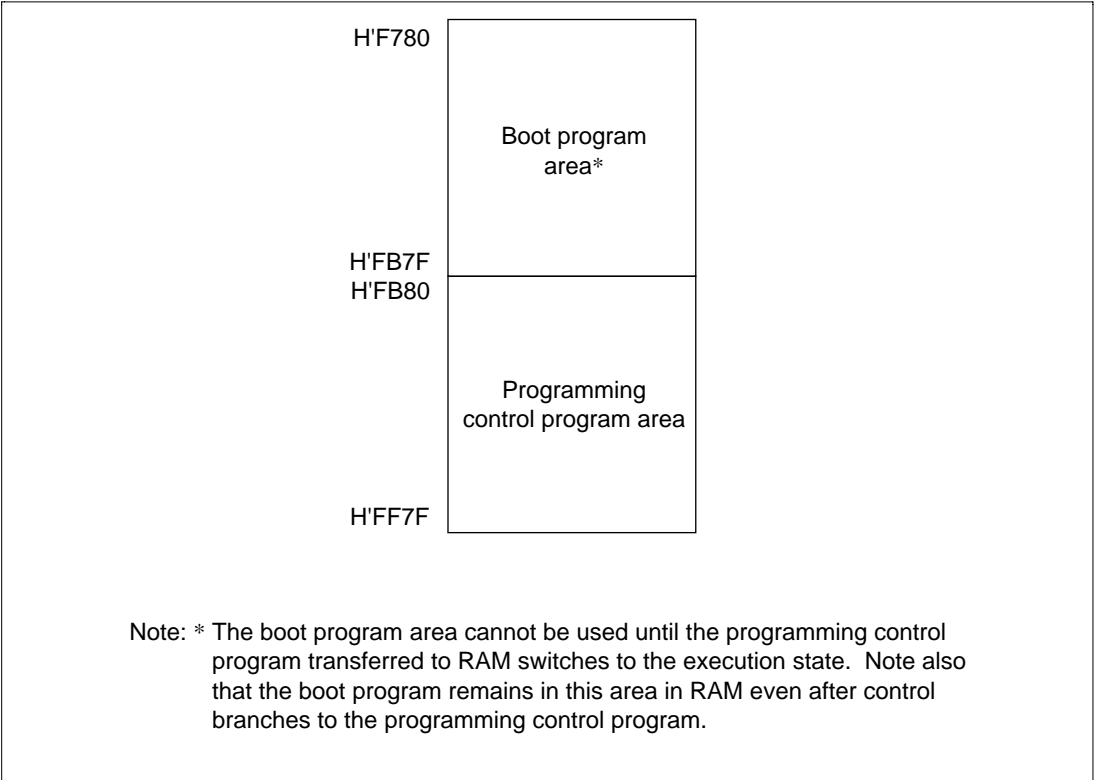 H'F780
Boot program
area*
H'FB7F
H'FB80
Programming
control program area
H'FF7F
Note: * The boot program area cannot be used until the programming control
program transferred to RAM switches to the execution state. Note also
that the boot program remains in this area in RAM even after control
branches to the programming control program.